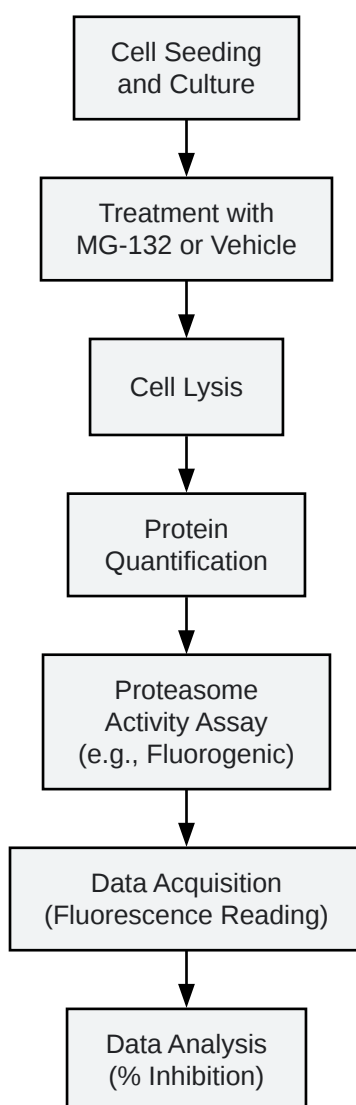 Cell Seeding
and Culture
Treatment with
MG-132 or Vehicle
Cell Lysis
Protein
Quantification
Proteasome
Activity Assay
(e.g., Fluorogenic)
Data Acquisition
(Fluorescence Reading)
Data Analysis
(% Inhibition)